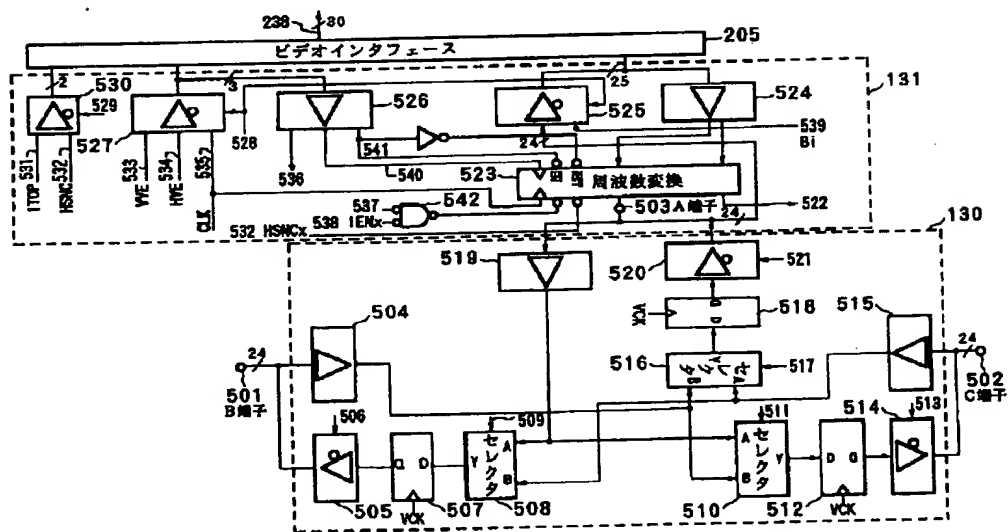 238 30
ビデオインタフェース 205
2 3 25 131
530 529 526 525 524
527 528 539 Bi
531 532 533 534 535 541 24
ITOP HSNC VVE HVE CLK 536 540
523 周波数変換
537 542 503A端子 522
538 IENx 24
532 HSNCx 130
519 520 521
504 VCK D 518 515
24 516 セレクタ Y A B 517 24
501 B端子 502 C端子
506 509 511 514 513
Y セレクタ A B A B セレクタ Y D Q
505 507 508 510 512
VCK VCK